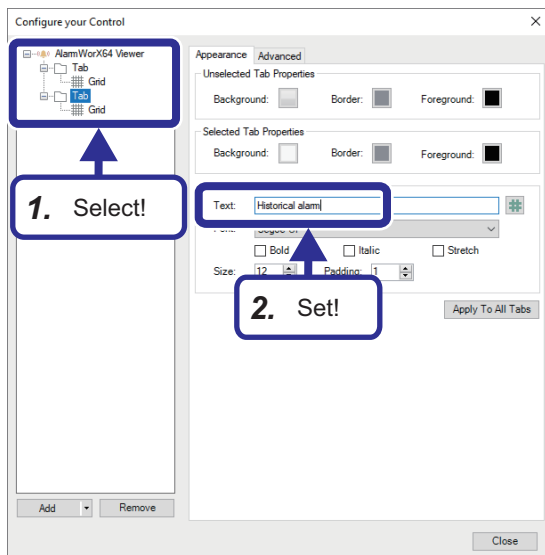 Configure your Control
AlarmWorX64 Viewer
Tab
Grid
Tab
Grid
1. Select!
Add
Remove
Appearance Advanced
Unselected Tab Properties
Background: Border: Foreground:
Selected Tab Properties
Background: Border: Foreground:
Text: Historical alarm
Bold Italic Stretch
Size: 12 Padding: 1
2. Set!
Apply To All Tabs
Close